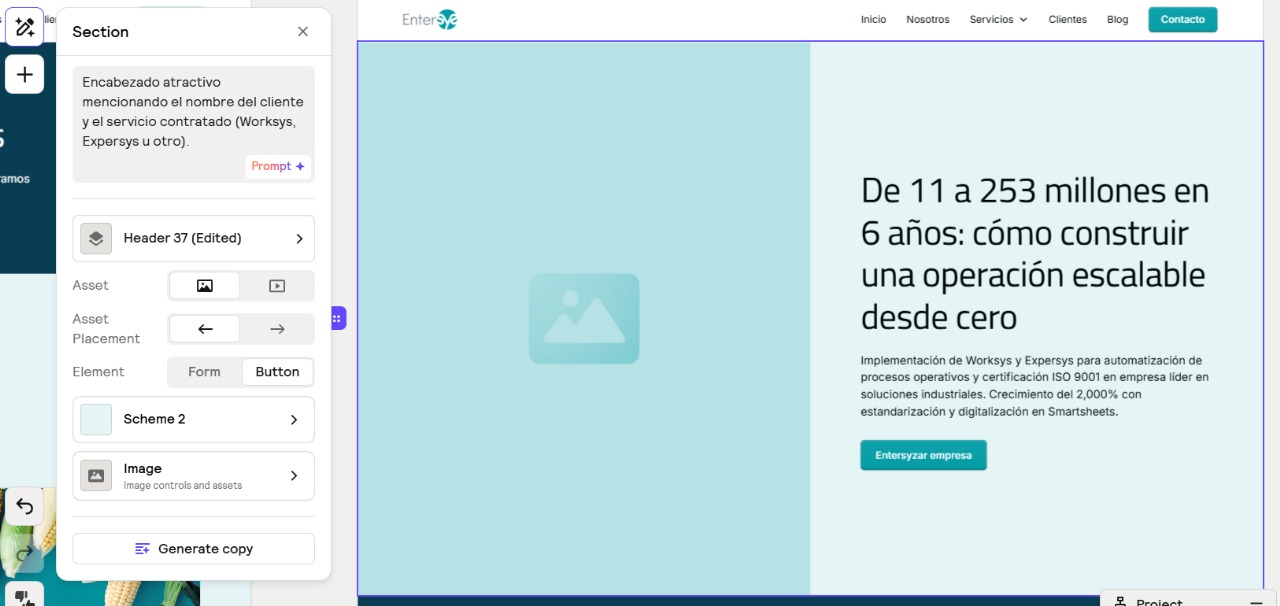 Section
Encabezado atractivo
mencionando el nombre del cliente
y el servicio contratado (Worksys,
Expersys u otro).
Prompt
Header 37 (Edited)
Asset
Asset
Placement
Element
Form
Button
Scheme 2
Image
Image controls and assets
Generate copy
ramos
Entersys
Inicio
Nosotros
Servicios
Clientes
Blog
Contacto
De 11 a 253 millones en
6 años: cómo construir
una operación escalable
desde cero
Implementación de Worksys y Expersys para automatización de
procesos operativos y certificación ISO 9001 en empresa líder en
soluciones industriales. Crecimiento del 2,000% con
estandarización y digitalización en Smartsheets.
Entersyzar empresa
Project